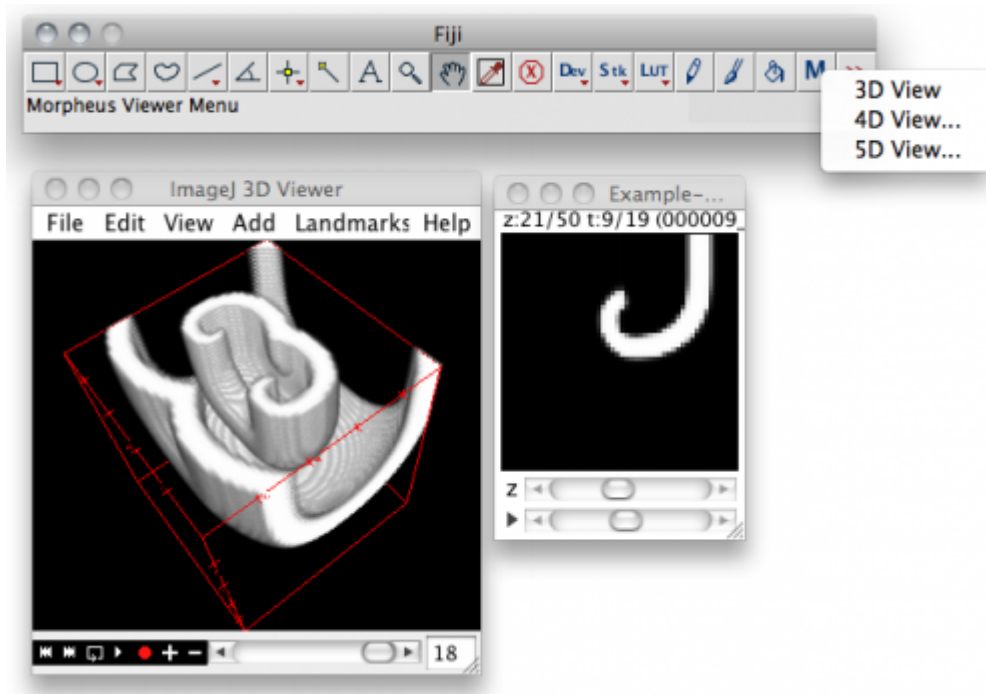 Fiji
A Dev Stk LUT M >>
Morpheus Viewer Menu
3D View
4D View...
5D View...
ImageJ 3D Viewer
File Edit View Add Landmarks Help
18
Example-...
z:21/50 t:9/19 (000009_
z